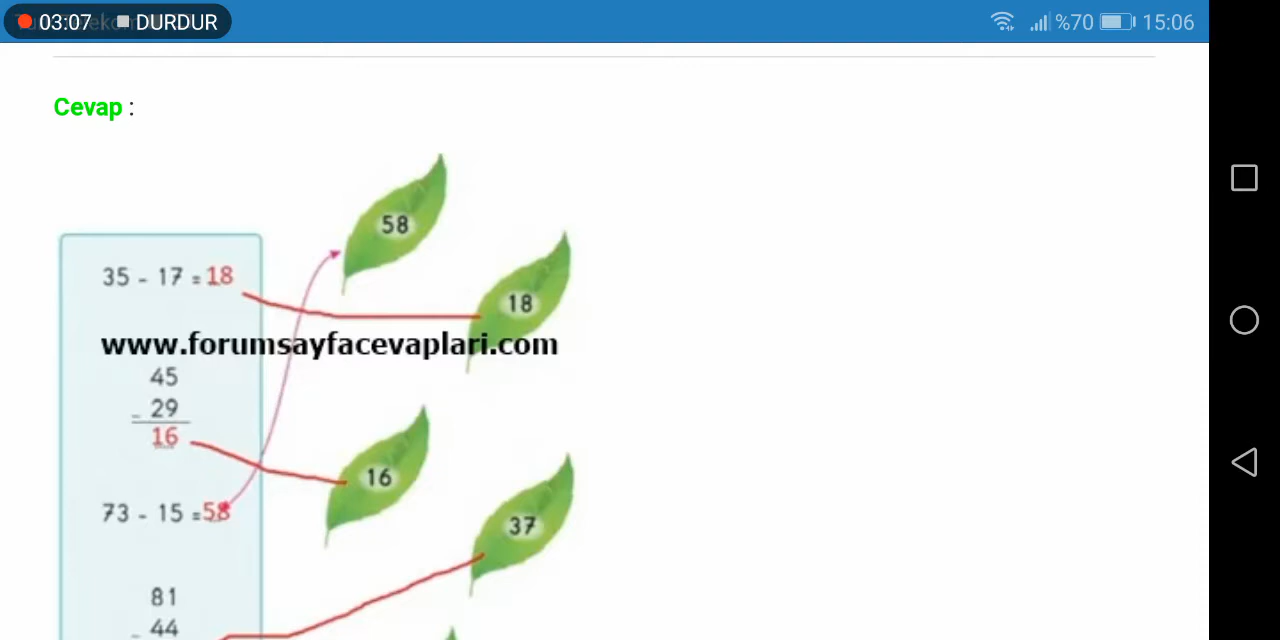 03:07 DURDUR %70 15:06
Cevap :
58
35 - 17 = 18
18
www.forumsayfacevaplari.com
45
- 29
16
16
73 - 15 = 58
37
81
- 44